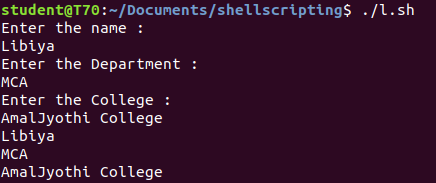 student@T70:~/Documents/shellscripting$ ./l.sh
Enter the name :
Libiya
Enter the Department :
MCA
Enter the College :
AmalJyothi College
Libiya
MCA
AmalJyothi College